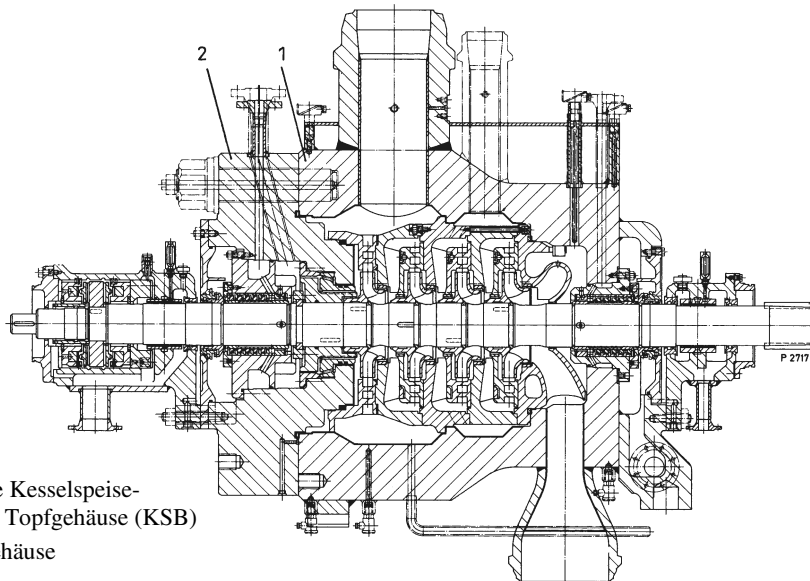 2
1
P 2717
e Kesselspeise-
Topfgehäuse (KSB)
häuse